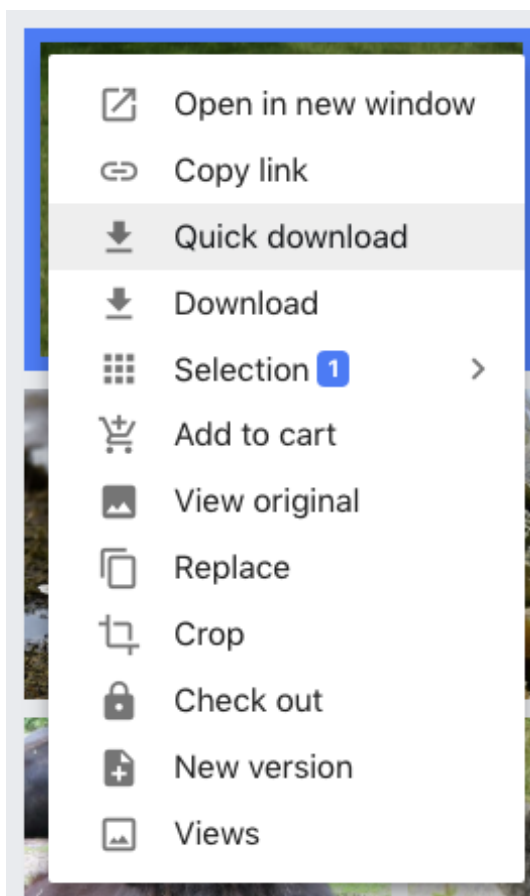 Open in new window
Copy link
Quick download
Download
Selection 1
Add to cart
View original
Replace
Crop
Check out
New version
Views